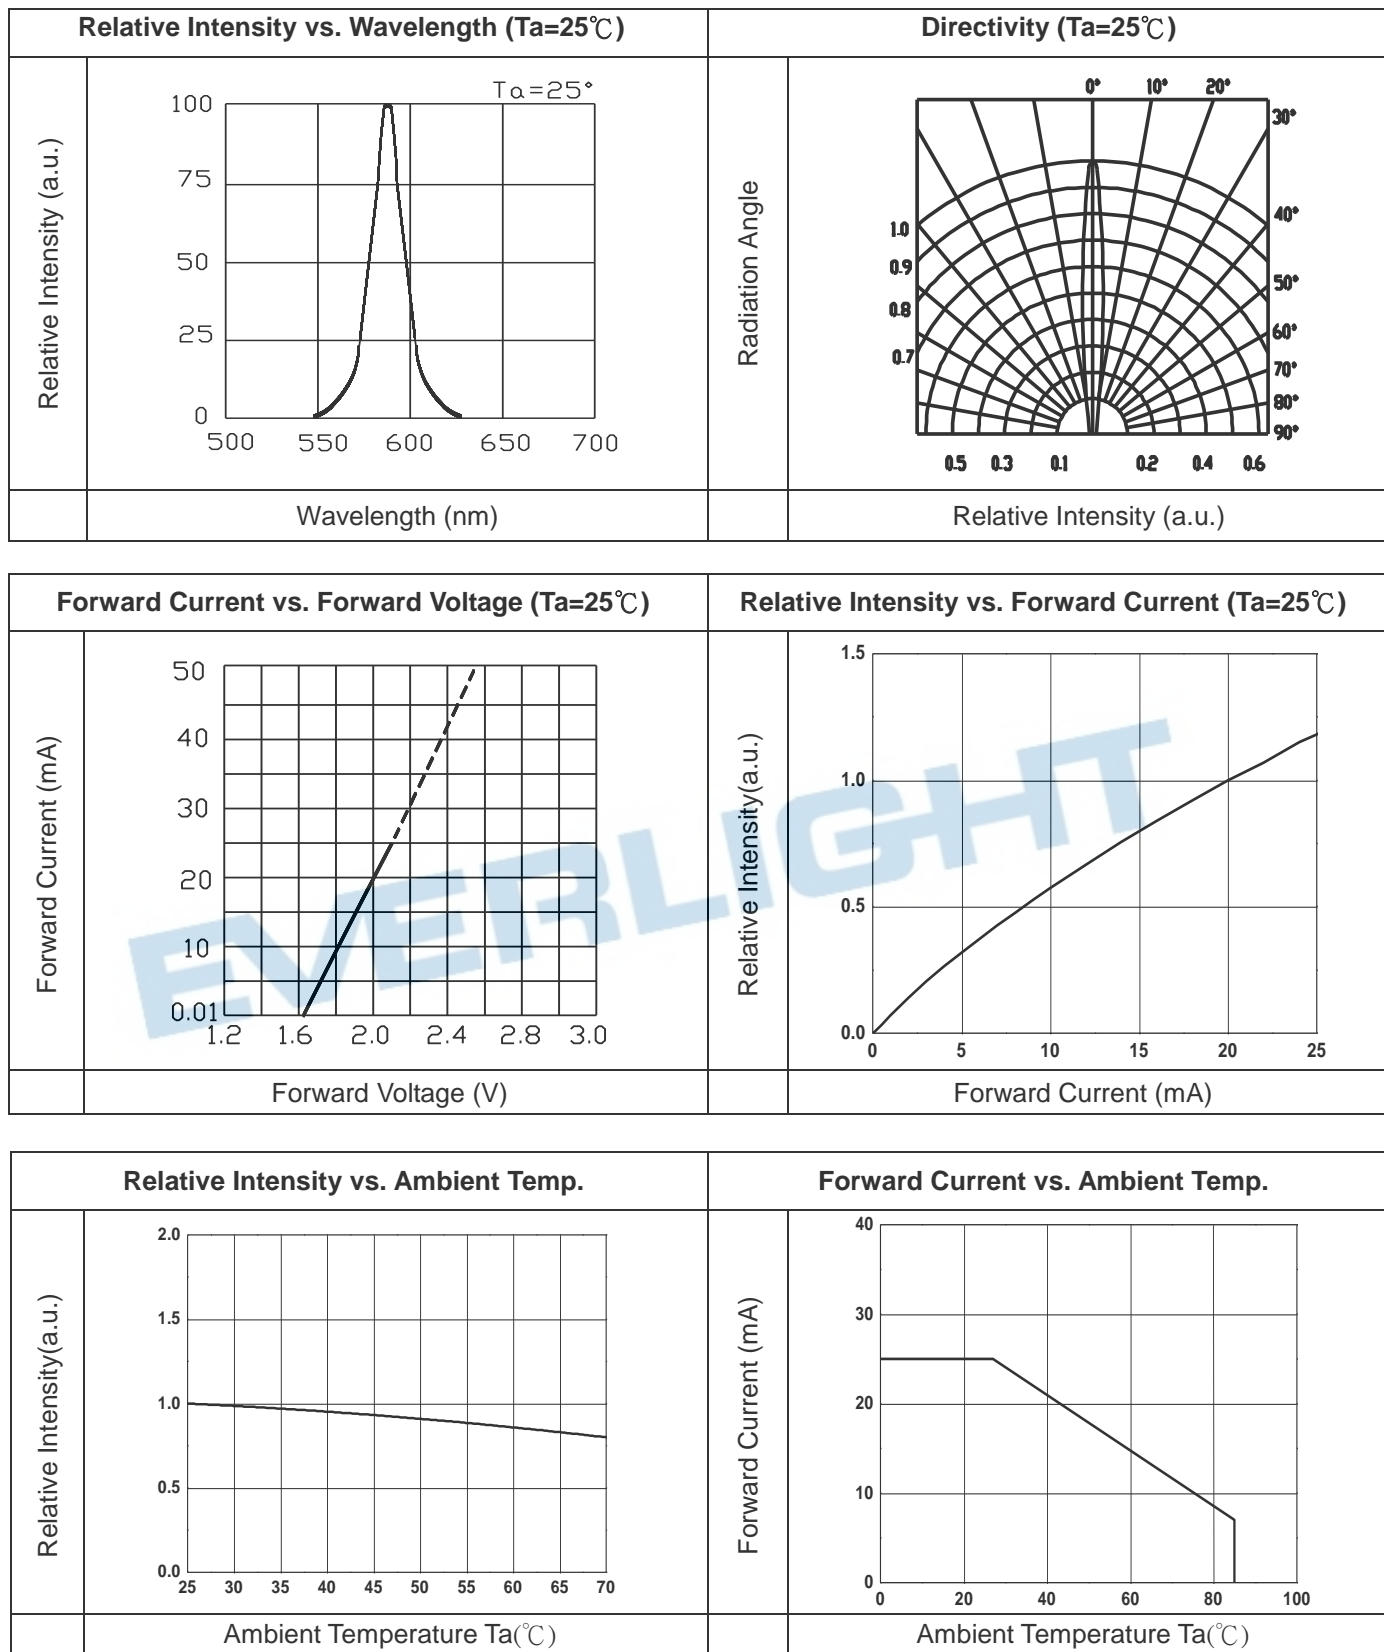 Relative Intensity vs. Wavelength (Ta=25℃)
Directivity (Ta=25℃)
Relative Intensity (a.u.)
Ta=25°
100
75
50
25
0
500 550 600 650 700
Wavelength (nm)
Radiation Angle
0° 10° 20°
30°
40°
50°
60°
70°
80°
90°
1.0
0.9
0.8
0.7
0.5 0.3 0.1 0.2 0.4 0.6
Relative Intensity (a.u.)
Forward Current vs. Forward Voltage (Ta=25℃)
Relative Intensity vs. Forward Current (Ta=25℃)
Forward Current (mA)
50
40
30
20
10
0.01
1.2 1.6 2.0 2.4 2.8 3.0
Forward Voltage (V)
Relative Intensity(a.u.)
1.5
1.0
0.5
0.0
0 5 10 15 20 25
Forward Current (mA)
EVERLIGHT
Relative Intensity vs. Ambient Temp.
Forward Current vs. Ambient Temp.
Relative Intensity(a.u.)
2.0
1.5
1.0
0.5
0.0
25 30 35 40 45 50 55 60 65 70
Ambient Temperature Ta(℃)
Forward Current (mA)
40
30
20
10
0
0 20 40 60 80 100
Ambient Temperature Ta(℃)